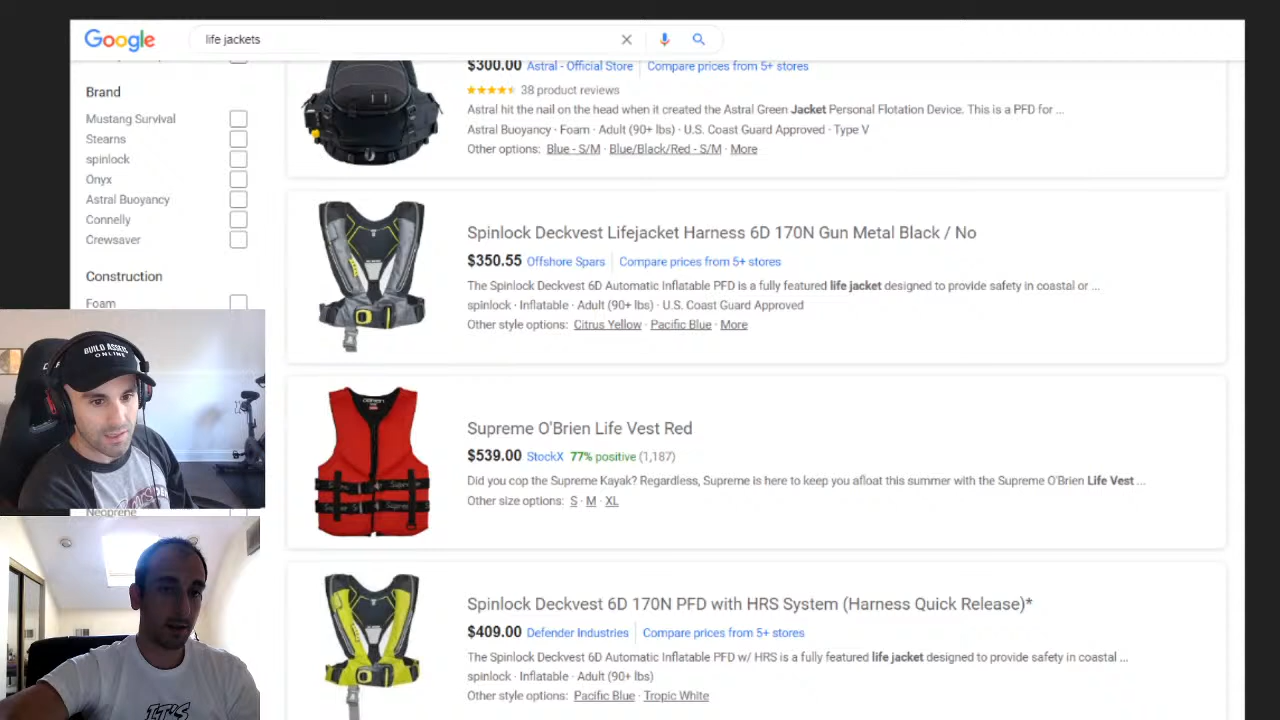 Google
life jackets
$300.00 Astral - Official Store Compare prices from 5+ stores
38 product reviews
Astral hit the nail on the head when it created the Astral Green Jacket Personal Flotation Device. This is a PFD for ...
Astral Buoyancy · Foam · Adult (90+ lbs) · U.S. Coast Guard Approved · Type V
Other options: Blue - S/M · Blue/Black/Red - S/M · More
Brand
Mustang Survival
Stearns
spinlock
Onyx
Astral Buoyancy
Connelly
Crewsaver
Construction
Foam
Neoprene
Spinlock Deckvest Lifejacket Harness 6D 170N Gun Metal Black / No
$350.55 Offshore Spars Compare prices from 5+ stores
The Spinlock Deckvest 6D Automatic Inflatable PFD is a fully featured life jacket designed to provide safety in coastal or ...
spinlock · Inflatable · Adult (90+ lbs) · U.S. Coast Guard Approved
Other style options: Citrus Yellow · Pacific Blue · More
Supreme O'Brien Life Vest Red
$539.00 StockX 77% positive (1,187)
Did you cop the Supreme Kayak? Regardless, Supreme is here to keep you afloat this summer with the Supreme O'Brien Life Vest ...
Other size options: S · M · XL
Spinlock Deckvest 6D 170N PFD with HRS System (Harness Quick Release)*
$409.00 Defender Industries Compare prices from 5+ stores
The Spinlock Deckvest 6D Automatic Inflatable PFD w/ HRS is a fully featured life jacket designed to provide safety in coastal ...
spinlock · Inflatable · Adult (90+ lbs)
Other style options: Pacific Blue · Tropic White
BUILD ASSETS
ONLINE
IT'S